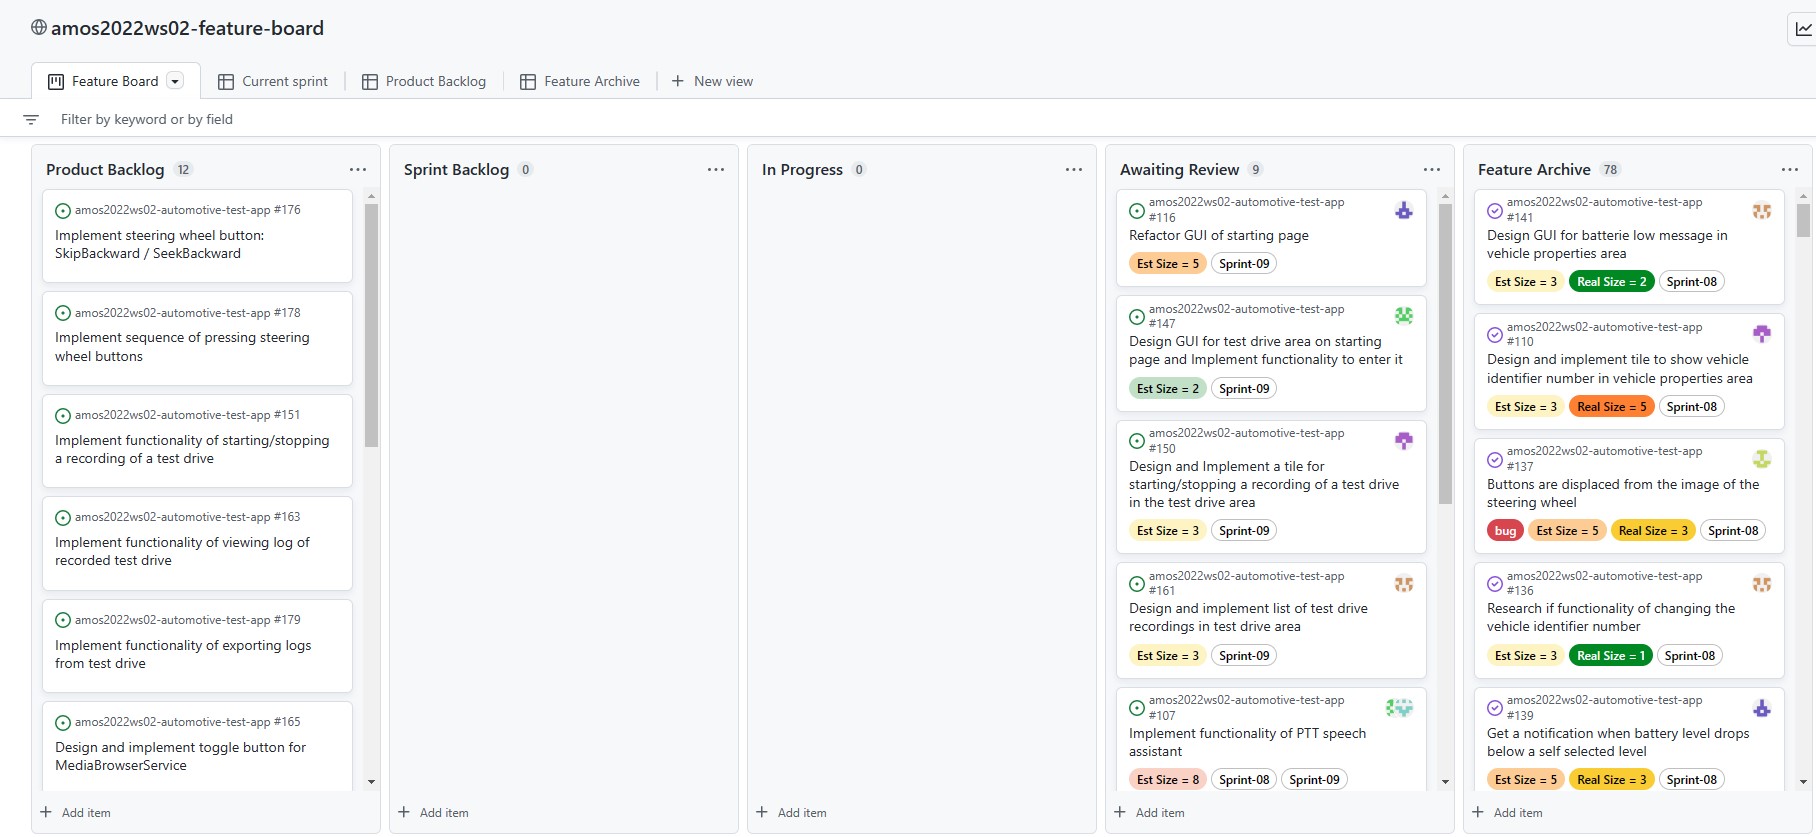 amos2022ws02-feature-board
Feature Board
Current sprint
Product Backlog
Feature Archive
New view
Filter by keyword or by field
Product Backlog 12
amos2022ws02-automotive-test-app #176
Implement steering wheel button:
SkipBackward / SeekBackward
amos2022ws02-automotive-test-app #178
Implement sequence of pressing steering
wheel buttons
amos2022ws02-automotive-test-app #151
Implement functionality of starting/stopping
a recording of a test drive
amos2022ws02-automotive-test-app #163
Implement functionality of viewing log of
recorded test drive
amos2022ws02-automotive-test-app #179
Implement functionality of exporting logs
from test drive
amos2022ws02-automotive-test-app #165
Design and implement toggle button for
MediaBrowserService
Add item
Sprint Backlog 0
Add item
In Progress 0
Add item
Awaiting Review 9
amos2022ws02-automotive-test-app
#116
Refactor GUI of starting page
Est Size = 5 Sprint-09
amos2022ws02-automotive-test-app
#147
Design GUI for test drive area on starting
page and Implement functionality to enter it
Est Size = 2 Sprint-09
amos2022ws02-automotive-test-app
#150
Design and Implement a tile for
starting/stopping a recording of a test drive
in the test drive area
Est Size = 3 Sprint-09
amos2022ws02-automotive-test-app
#161
Design and implement list of test drive
recordings in test drive area
Est Size = 3 Sprint-09
amos2022ws02-automotive-test-app
#107
Implement functionality of PTT speech
assistant
Est Size = 8 Sprint-08 Sprint-09
Add item
Feature Archive 78
amos2022ws02-automotive-test-app
#141
Design GUI for batterie low message in
vehicle properties area
Est Size = 3 Real Size = 2 Sprint-08
amos2022ws02-automotive-test-app
#110
Design and implement tile to show vehicle
identifier number in vehicle properties area
Est Size = 3 Real Size = 5 Sprint-08
amos2022ws02-automotive-test-app
#137
Buttons are displaced from the image of the
steering wheel
bug Est Size = 5 Real Size = 3 Sprint-08
amos2022ws02-automotive-test-app
#136
Research if functionality of changing the
vehicle identifier number
Est Size = 3 Real Size = 1 Sprint-08
amos2022ws02-automotive-test-app
#139
Get a notification when battery level drops
below a self selected level
Est Size = 5 Real Size = 3 Sprint-08
Add item